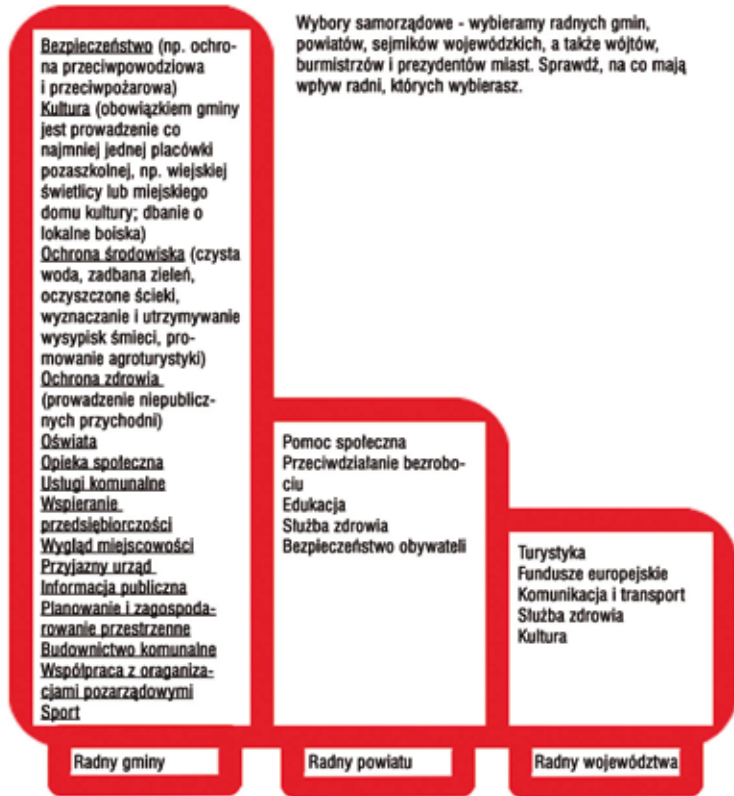 Wybory samorządowe - wybieramy radnych gmin,
powiatów, sejmików wojewódzkich, a także wójtów,
burmistrzów i prezydentów miast. Sprawdź, na co mają
wpływ radni, których wybierasz.
Bezpieczeństwo (np. ochro-
na przeciwpowodziowa
i przeciwpożarowa)
Kultura (obowiązkiem gminy
jest prowadzenie co
najmniej jednej placówki
pozaszkolnej, np. wiejskiej
świetlicy lub miejskiego
domu kultury; dbanie o
lokalne boiska)
Ochrona środowiska (czysta
woda, zadbana zieleń,
oczyszczone ścieki,
wyznaczanie i utrzymywanie
wysypisk śmieci, pro-
mowanie agroturystyki)
Ochrona zdrowia
(prowadzenie niepublicz-
nych przychodni)
Oświata
Opieka społeczna
Usługi komunalne
Wspieranie
przedsiębiorczości
Wygląd miejscowości
Przyjazny urząd
Informacja publiczna
Planowanie i zagospoda-
rowanie przestrzenne
Budownictwo komunalne
Współpraca z oraganiza-
cjami pozarządowymi
Sport
Radny gminy
Pomoc społeczna
Przeciwdziałanie bezrobo-
ciu
Edukacja
Służba zdrowia
Bezpieczeństwo obywateli
Radny powiatu
Turystyka
Fundusze europejskie
Komunikacja i transport
Służba zdrowia
Kultura
Radny województwa